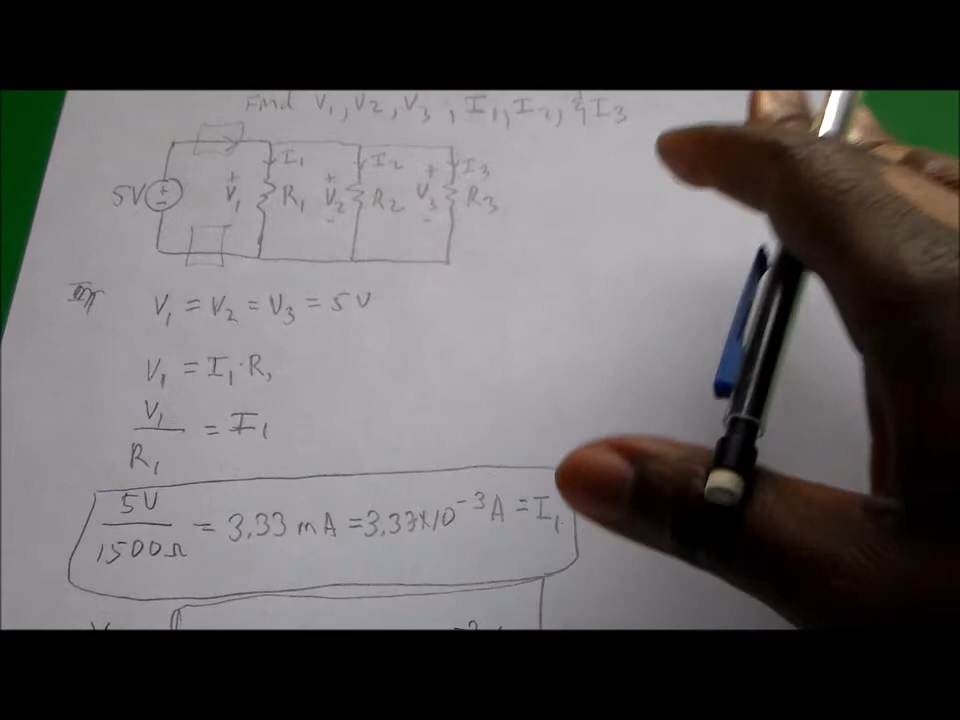 Find V₁, V₂, V₃, I₁, I₂, & I₃
I₁ I₂ I₃
5V + - + V₁ R₁ + V₂ - R₂ + V₃ - R₃
V₁ = V₂ = V₃ = 5V
V₁ = I₁·R₁
V₁/R₁ = I₁
5V/1500Ω = 3.33 mA = 3.33×10⁻³A = I₁